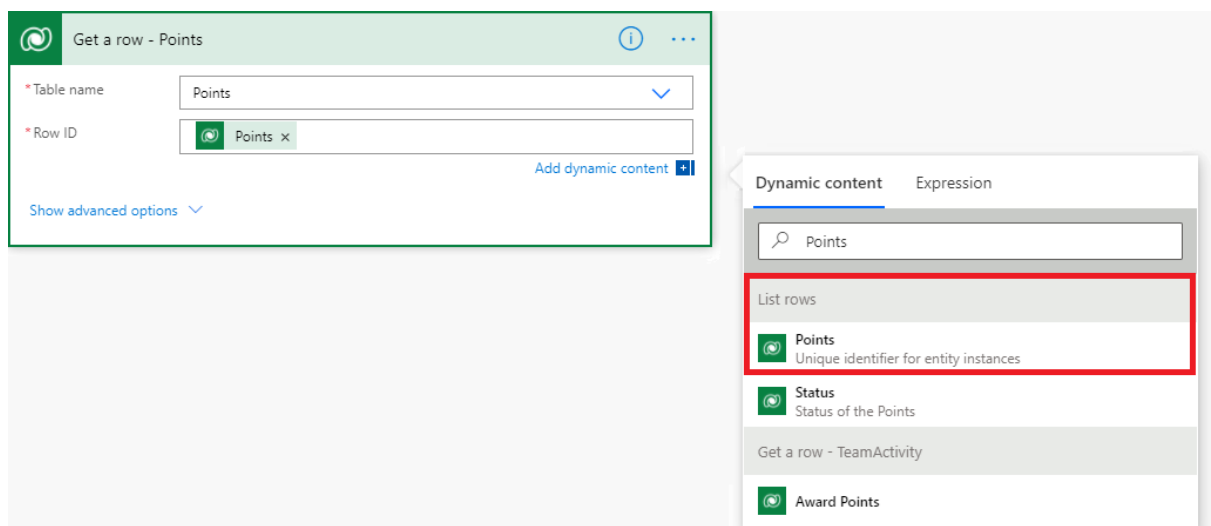 Get a row - Points
i ...
*Table name
Points
*Row ID
Points ×
Add dynamic content +
Show advanced options
Dynamic content Expression
Points
List rows
Points
Unique identifier for entity instances
Status
Status of the Points
Get a row - TeamActivity
Award Points